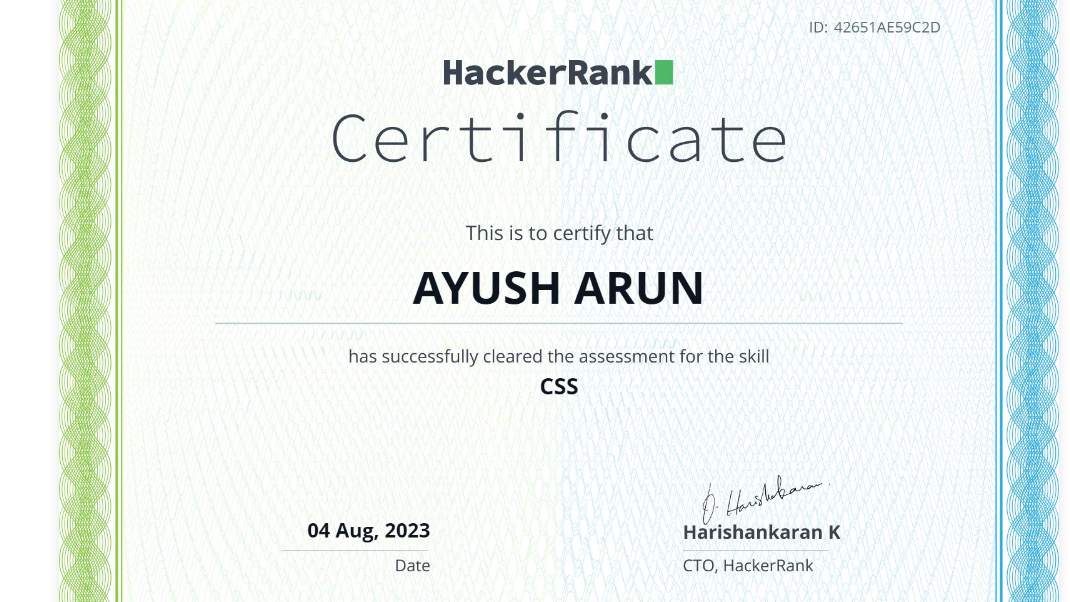 ID: 42651AE59C2D
HackerRank
Certificate
This is to certify that
AYUSH ARUN
has successfully cleared the assessment for the skill
CSS
04 Aug, 2023
Date
Harishankaran K
CTO, HackerRank